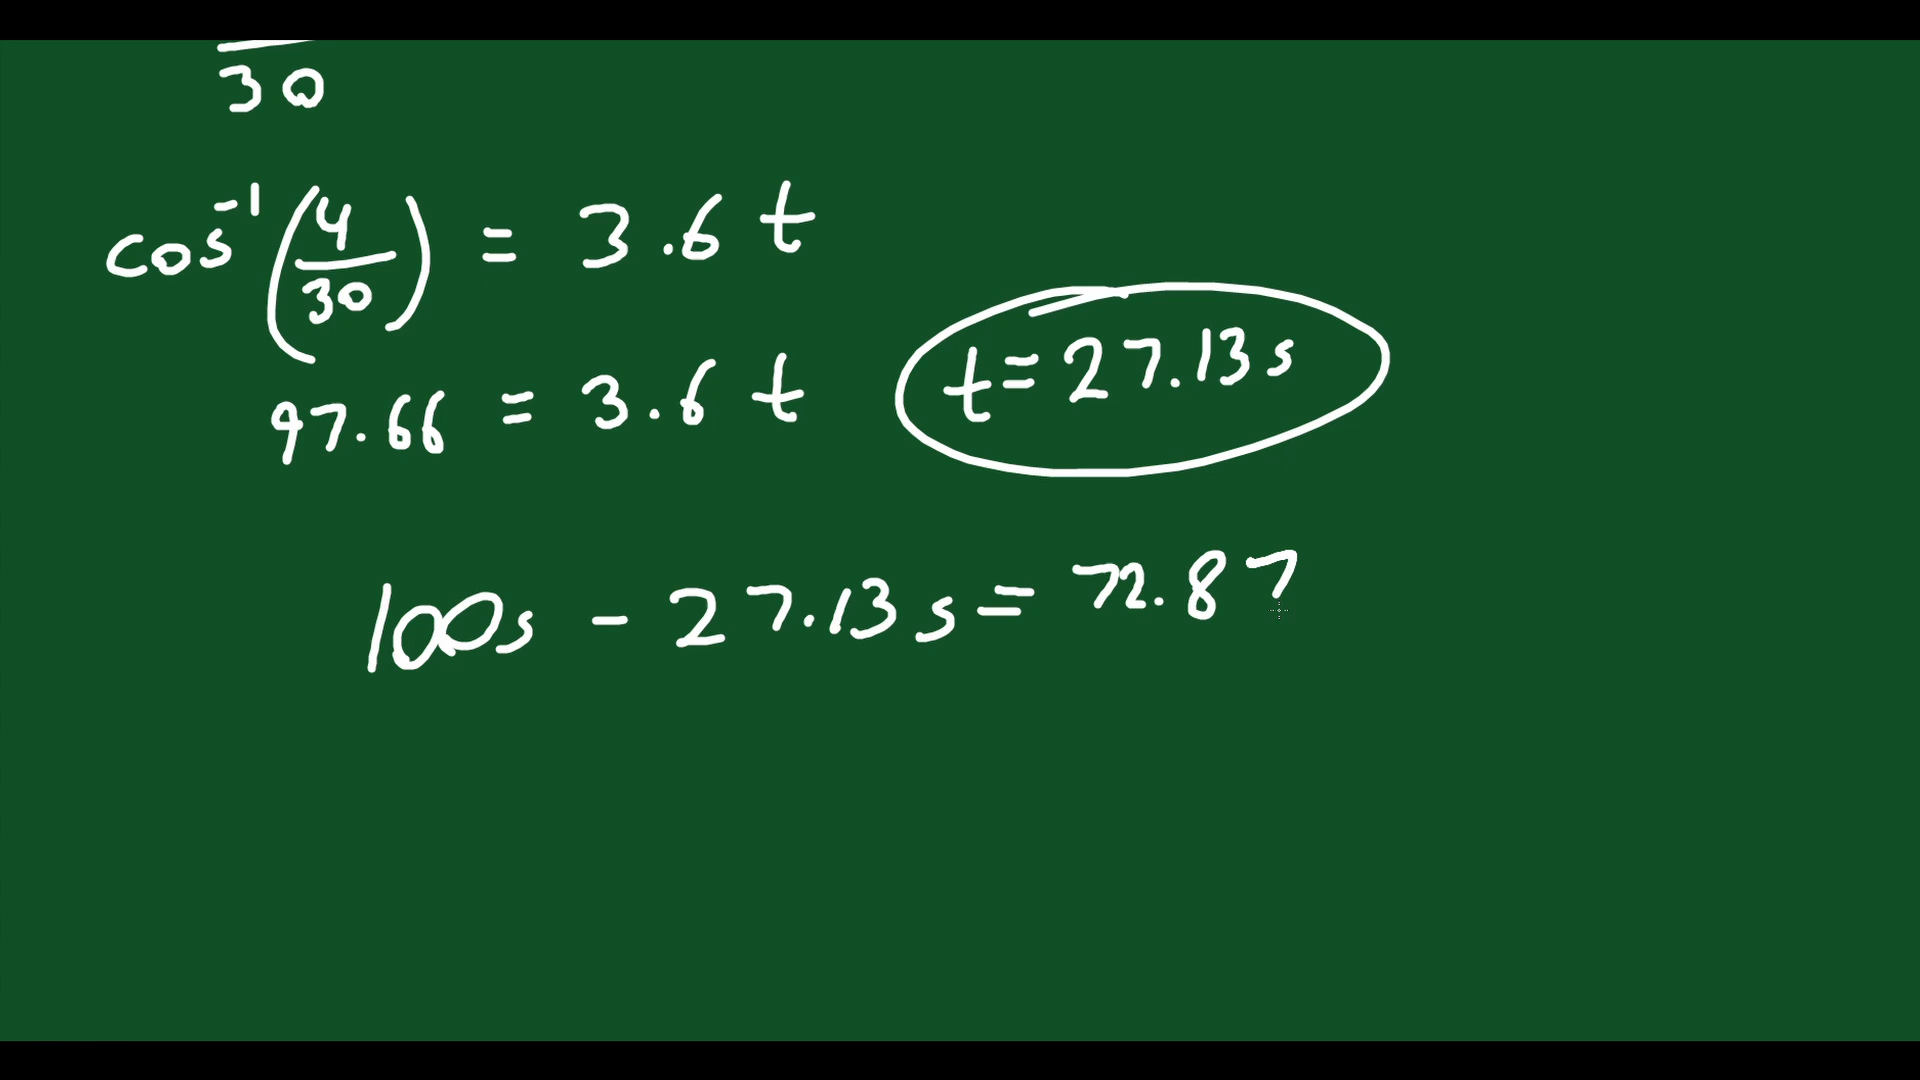 30
cos⁻¹(4/30) = 3.6 t
t = 27.13 s
97.66 = 3.6 t
100s - 27.13 s = 72.87